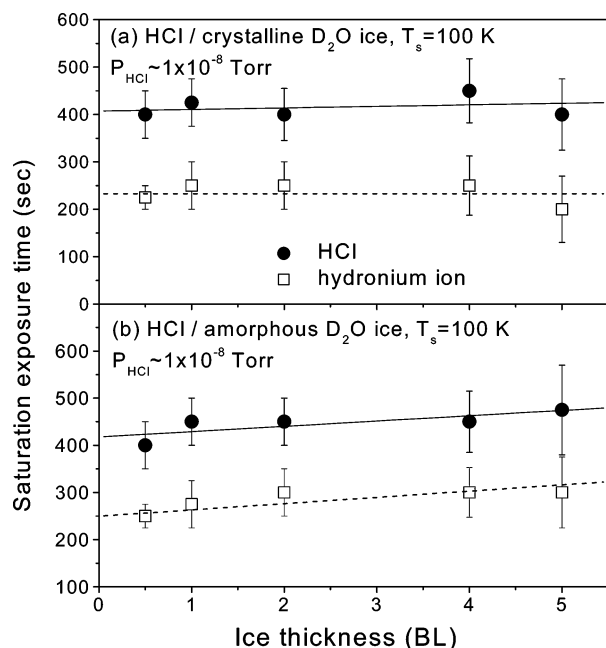 (a) HCl / crystalline D₂O ice, Tₛ=100 K
P_HCl~1x10⁻⁸ Torr
600
500
400
300
200
100
0
HCl
hydronium ion
(b) HCl / amorphous D₂O ice, Tₛ=100 K
P_HCl~1x10⁻⁸ Torr
600
500
400
300
200
100
0
1
2
3
4
5
Saturation exposure time (sec)
Ice thickness (BL)